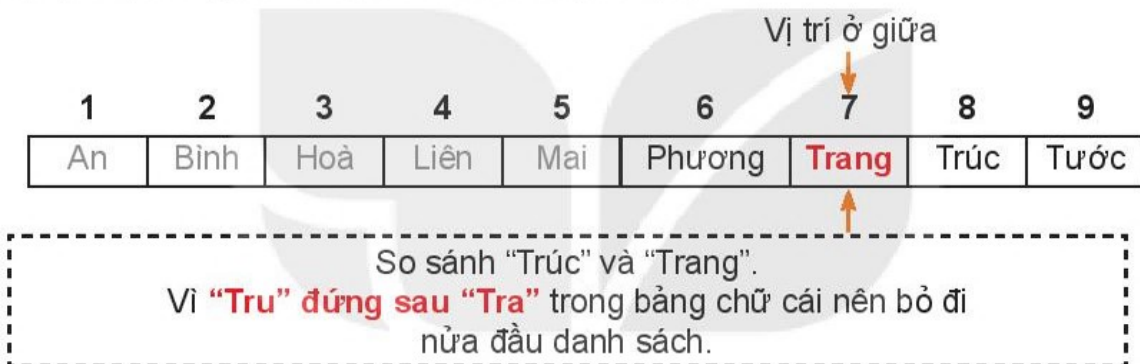 Vị trí ở giữa
1 2 3 4 5 6 7 8 9
An Bình Hoà Liên Mai Phương Trang Trúc Tước
So sánh “Trúc” và “Trang”.
Vì “Tru” đứng sau “Tra” trong bảng chữ cái nên bỏ đi
nửa đầu danh sách.